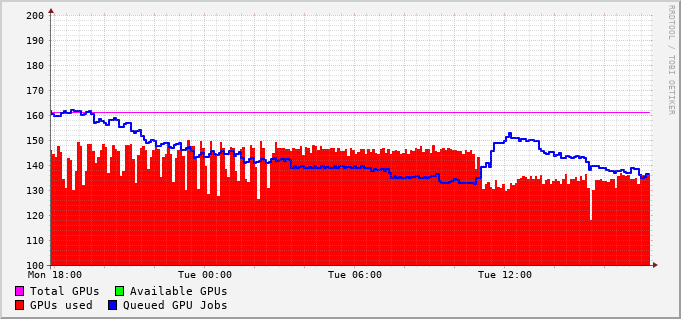 200
190
180
170
160
150
140
130
120
110
100
Mon 18:00 Tue 00:00 Tue 06:00 Tue 12:00
Total GPUs Available GPUs
GPUs used Queued GPU Jobs
RRDTOOL / TOBI OETIKER